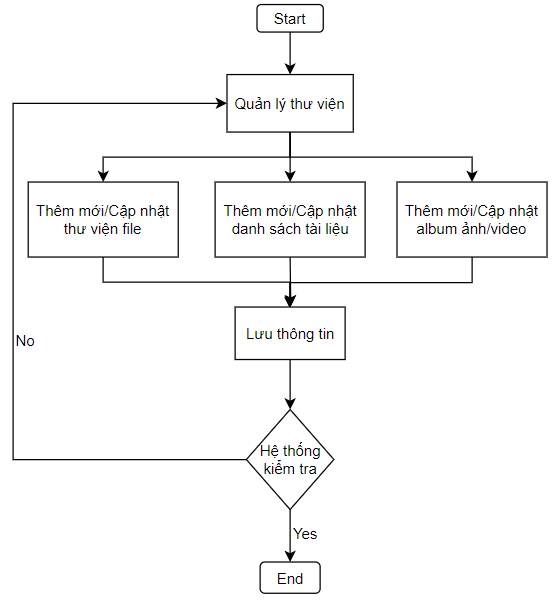 Start
Quản lý thư viện
Thêm mới/Cập nhật
thư viện file
Thêm mới/Cập nhật
danh sách tài liệu
Thêm mới/Cập nhật
album ảnh/video
Lưu thông tin
No
Hệ thống
kiểm tra
Yes
End